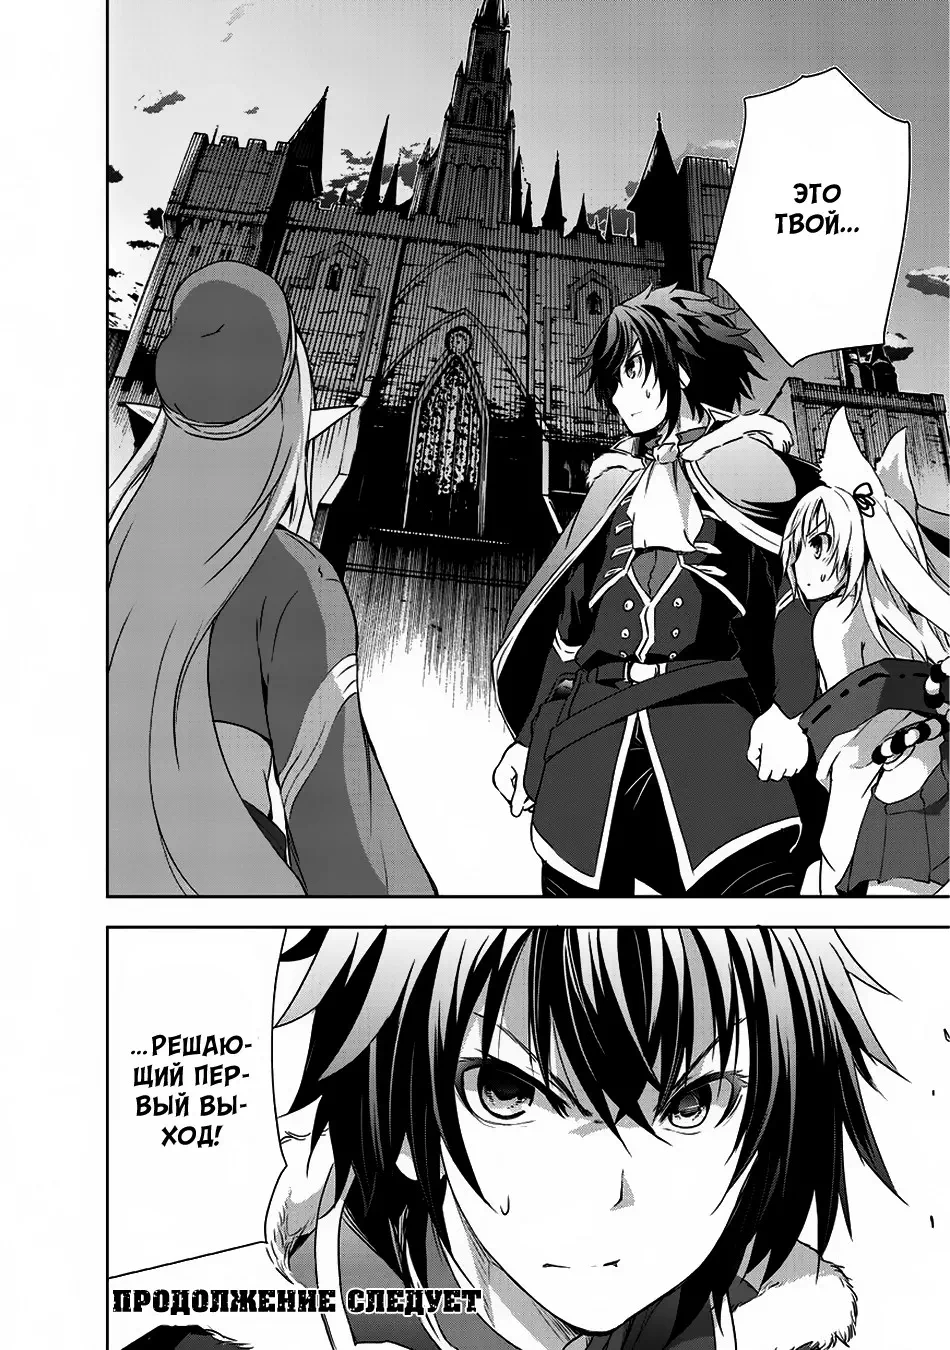 ЭТО
ТВОЙ...
...РЕШАЮ-
ЩИЙ ПЕР-
ВЫЙ ВЫ-
ХОД!
ПРОДОЛЖЕНИЕ СЛЕДУЕТ